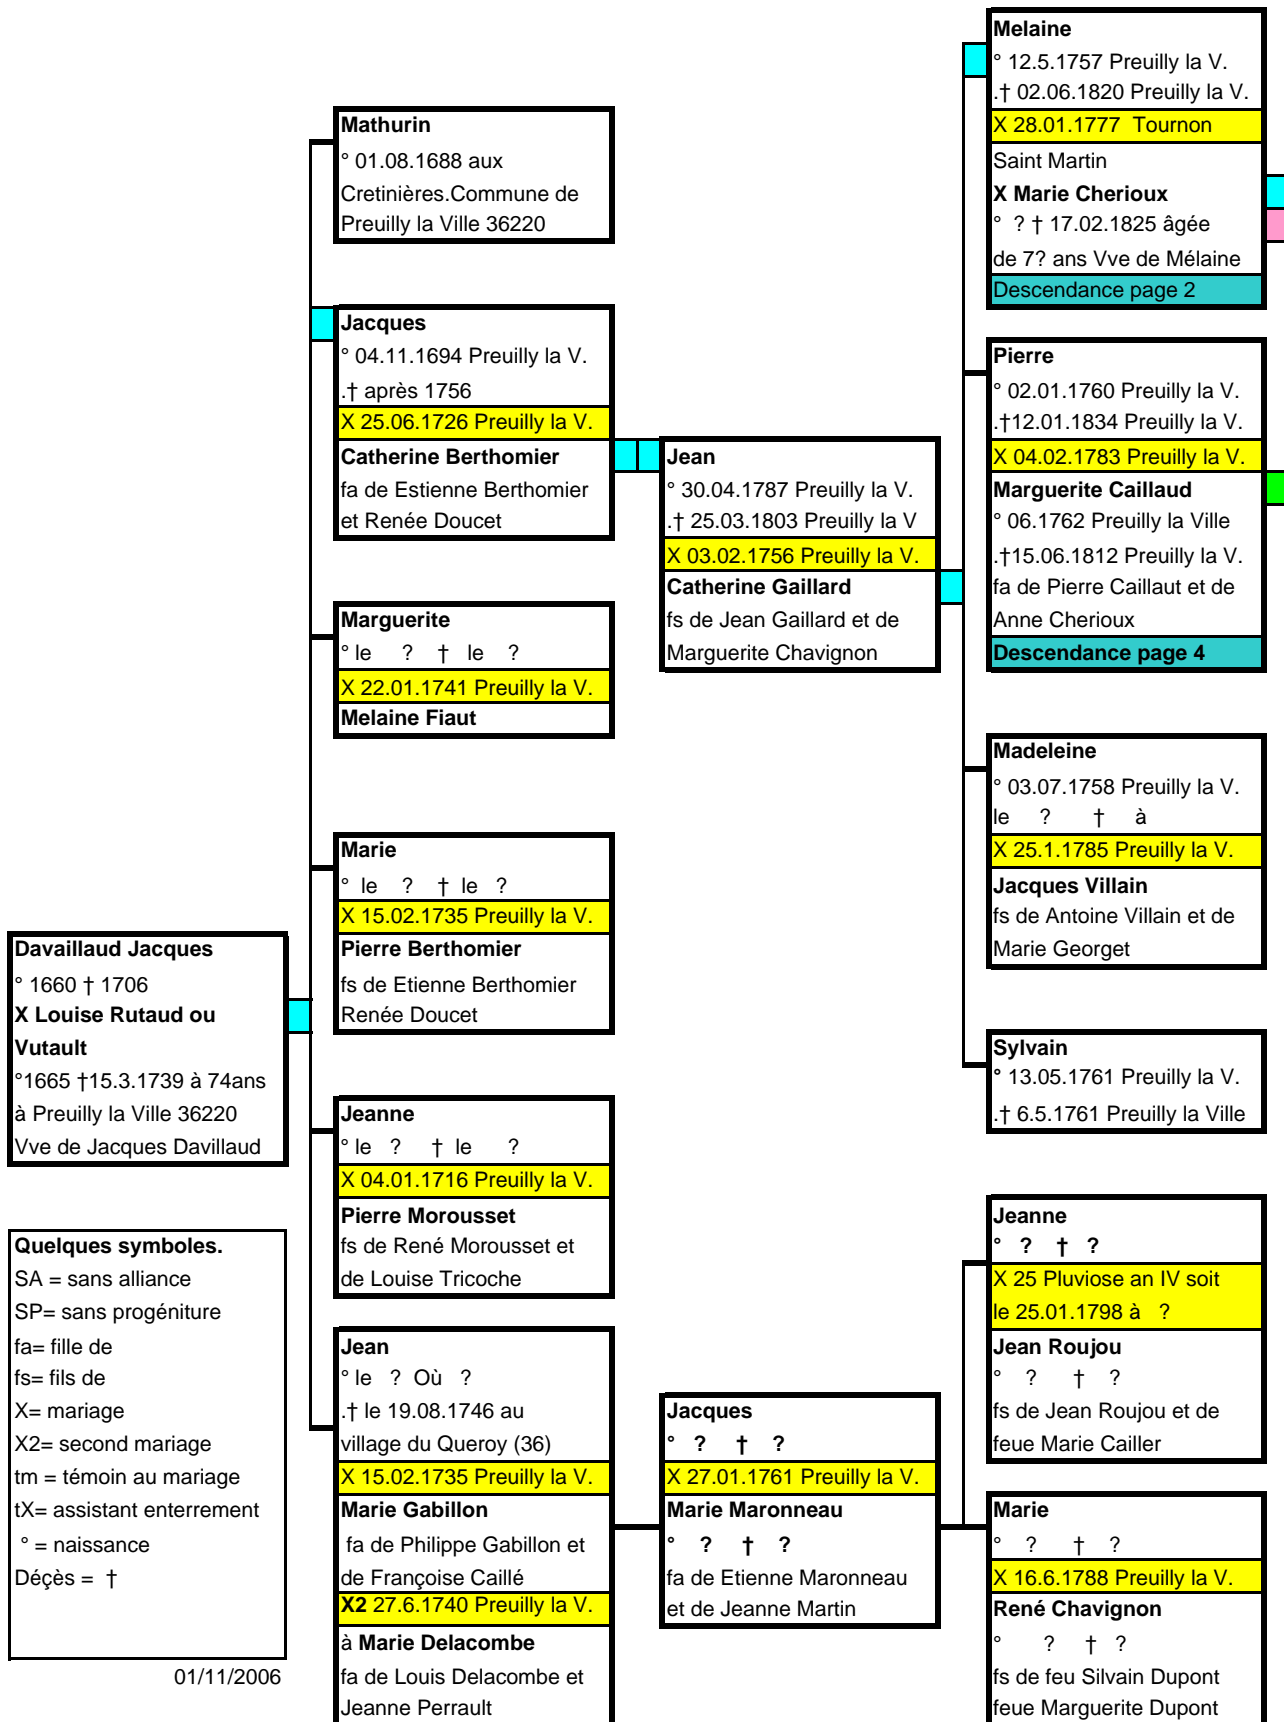 Davaillaud Jacques
° 1660 † 1706
X Louise Rutaud ou
Vutault
°1665 †15.3.1739 à 74ans
à Preuilly la Ville 36220
Vve de Jacques Davillaud
Quelques symboles.
SA = sans alliance
SP= sans progéniture
fa= fille de
fs= fils de
X= mariage
X2= second mariage
tm = témoin au mariage
tX= assistant enterrement
° = naissance
Déçès = †
01/11/2006
Mathurin
° 01.08.1688 aux
Cretinières.Commune de
Preuilly la Ville 36220
Jacques
° 04.11.1694 Preuilly la V.
.† après 1756
X 25.06.1726 Preuilly la V.
Catherine Berthomier
fa de Estienne Berthomier
et Renée Doucet
Marguerite
° le ? † le ?
X 22.01.1741 Preuilly la V.
Melaine Fiaut
Marie
° le ? † le ?
X 15.02.1735 Preuilly la V.
Pierre Berthomier
fs de Etienne Berthomier
Renée Doucet
Jeanne
° le ? † le ?
X 04.01.1716 Preuilly la V.
Pierre Morousset
fs de René Morousset et
de Louise Tricoche
Jean
° le ? Où ?
.† le 19.08.1746 au
village du Queroy (36)
X 15.02.1735 Preuilly la V.
Marie Gabillon
fa de Philippe Gabillon et
de Françoise Caillé
X2 27.6.1740 Preuilly la V.
à Marie Delacombe
fa de Louis Delacombe et
Jeanne Perrault
Jean
° 30.04.1787 Preuilly la V.
.† 25.03.1803 Preuilly la V
X 03.02.1756 Preuilly la V.
Catherine Gaillard
fs de Jean Gaillard et de
Marguerite Chavignon
Jacques
° ? † ?
X 27.01.1761 Preuilly la V.
Marie Maronneau
° ? † ?
fa de Etienne Maronneau
et de Jeanne Martin
Melaine
° 12.5.1757 Preuilly la V.
.† 02.06.1820 Preuilly la V.
X 28.01.1777 Tournon
Saint Martin
X Marie Cherioux
° ? † 17.02.1825 âgée
de 7? ans Vve de Mélaine
Descendance page 2
Pierre
° 02.01.1760 Preuilly la V.
.†12.01.1834 Preuilly la V.
X 04.02.1783 Preuilly la V.
Marguerite Caillaud
° 06.1762 Preuilly la Ville
.†15.06.1812 Preuilly la V.
fa de Pierre Caillaut et de
Anne Cherioux
Descendance page 4
Madeleine
° 03.07.1758 Preuilly la V.
le ? † à
X 25.1.1785 Preuilly la V.
Jacques Villain
fs de Antoine Villain et de
Marie Georget
Sylvain
° 13.05.1761 Preuilly la V.
.† 6.5.1761 Preuilly la Ville
Jeanne
° ? † ?
X 25 Pluviose an IV soit
le 25.01.1798 à ?
Jean Roujou
° ? † ?
fs de Jean Roujou et de
feue Marie Cailler
Marie
° ? † ?
X 16.6.1788 Preuilly la V.
René Chavignon
° ? † ?
fs de feu Silvain Dupont
feue Marguerite Dupont